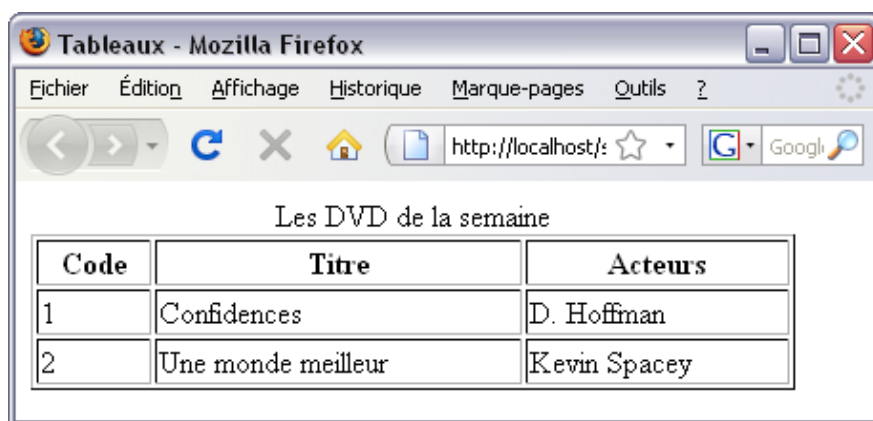 Tableaux - Mozilla Firefox
Fichier Édition Affichage Historique Marque-pages Outils ?
http://localhost/s G Googl
Les DVD de la semaine
Code Titre Acteurs
1 Confidences D. Hoffman
2 Une monde meilleur Kevin Spacey